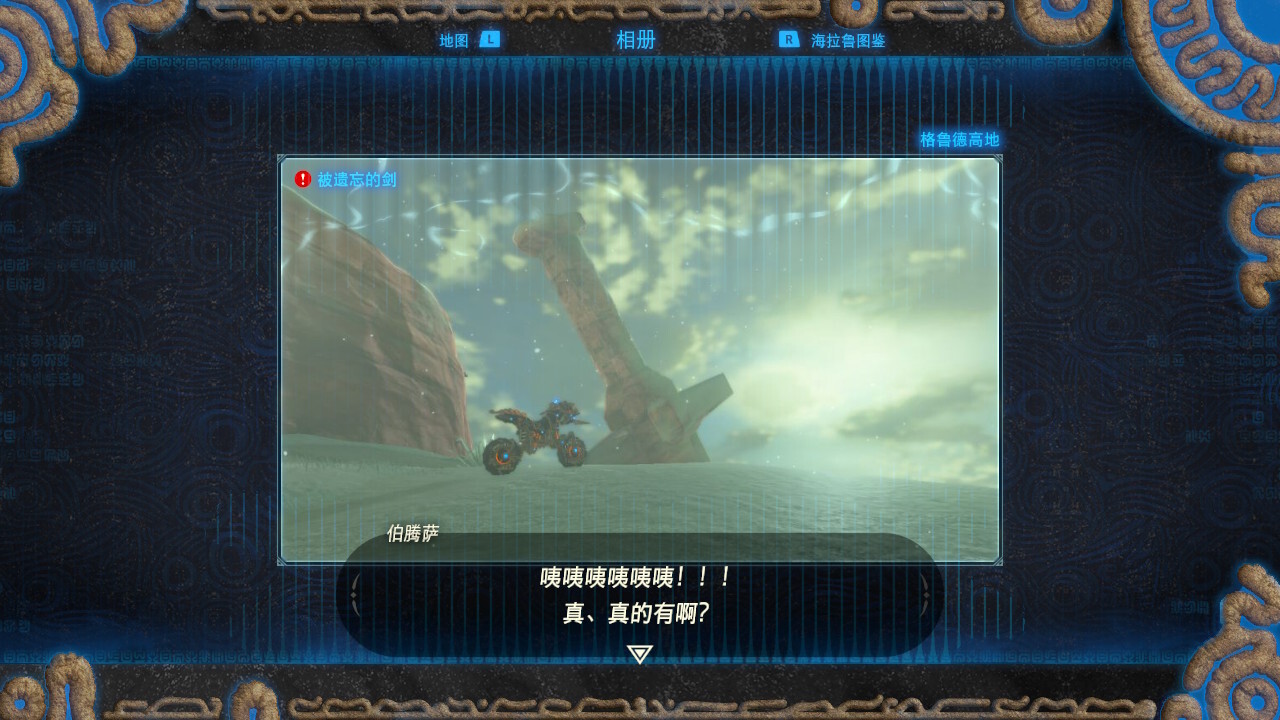 地图 L
相册
R 海拉鲁图鉴
格鲁德高地
被遗忘的剑
伯腾萨
咦咦咦咦咦咦！！！
真、真的有啊？